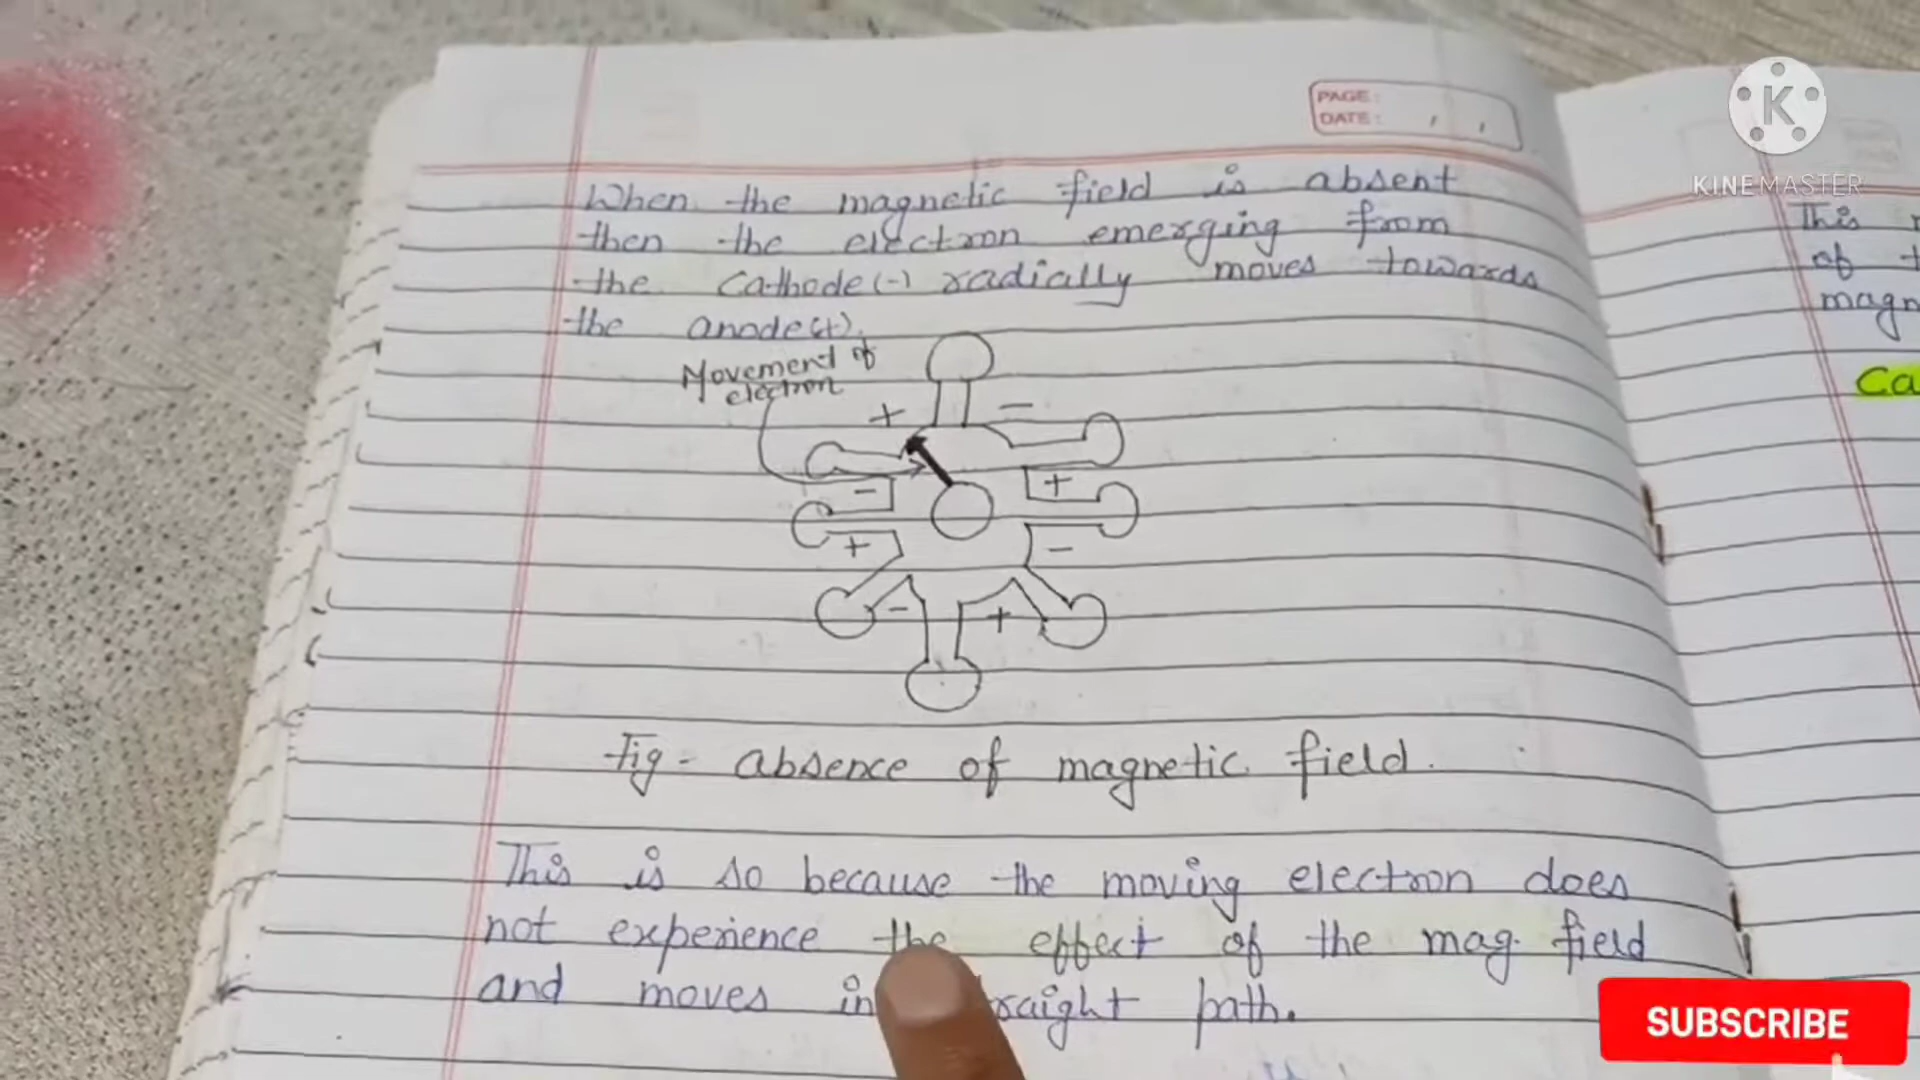 PAGE:
DATE: , ,
K
KINEMASTER
When the magnetic field is absent
then the electron emerging from
the cathode(-) radially moves towards
the anode(+).
Movement of
electron
+ -
- +
+ -
- +
Fig - absence of magnetic field.
This is so because the moving electron does
not experience the effect of the mag. field
and moves in path.
This
of
Ca
SUBSCRIBE